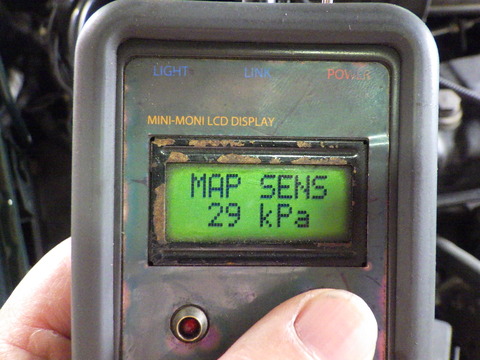 LIGHT LINK POWER
MINI-MONI LCD DISPLAY
MAP SENS
29 kPa